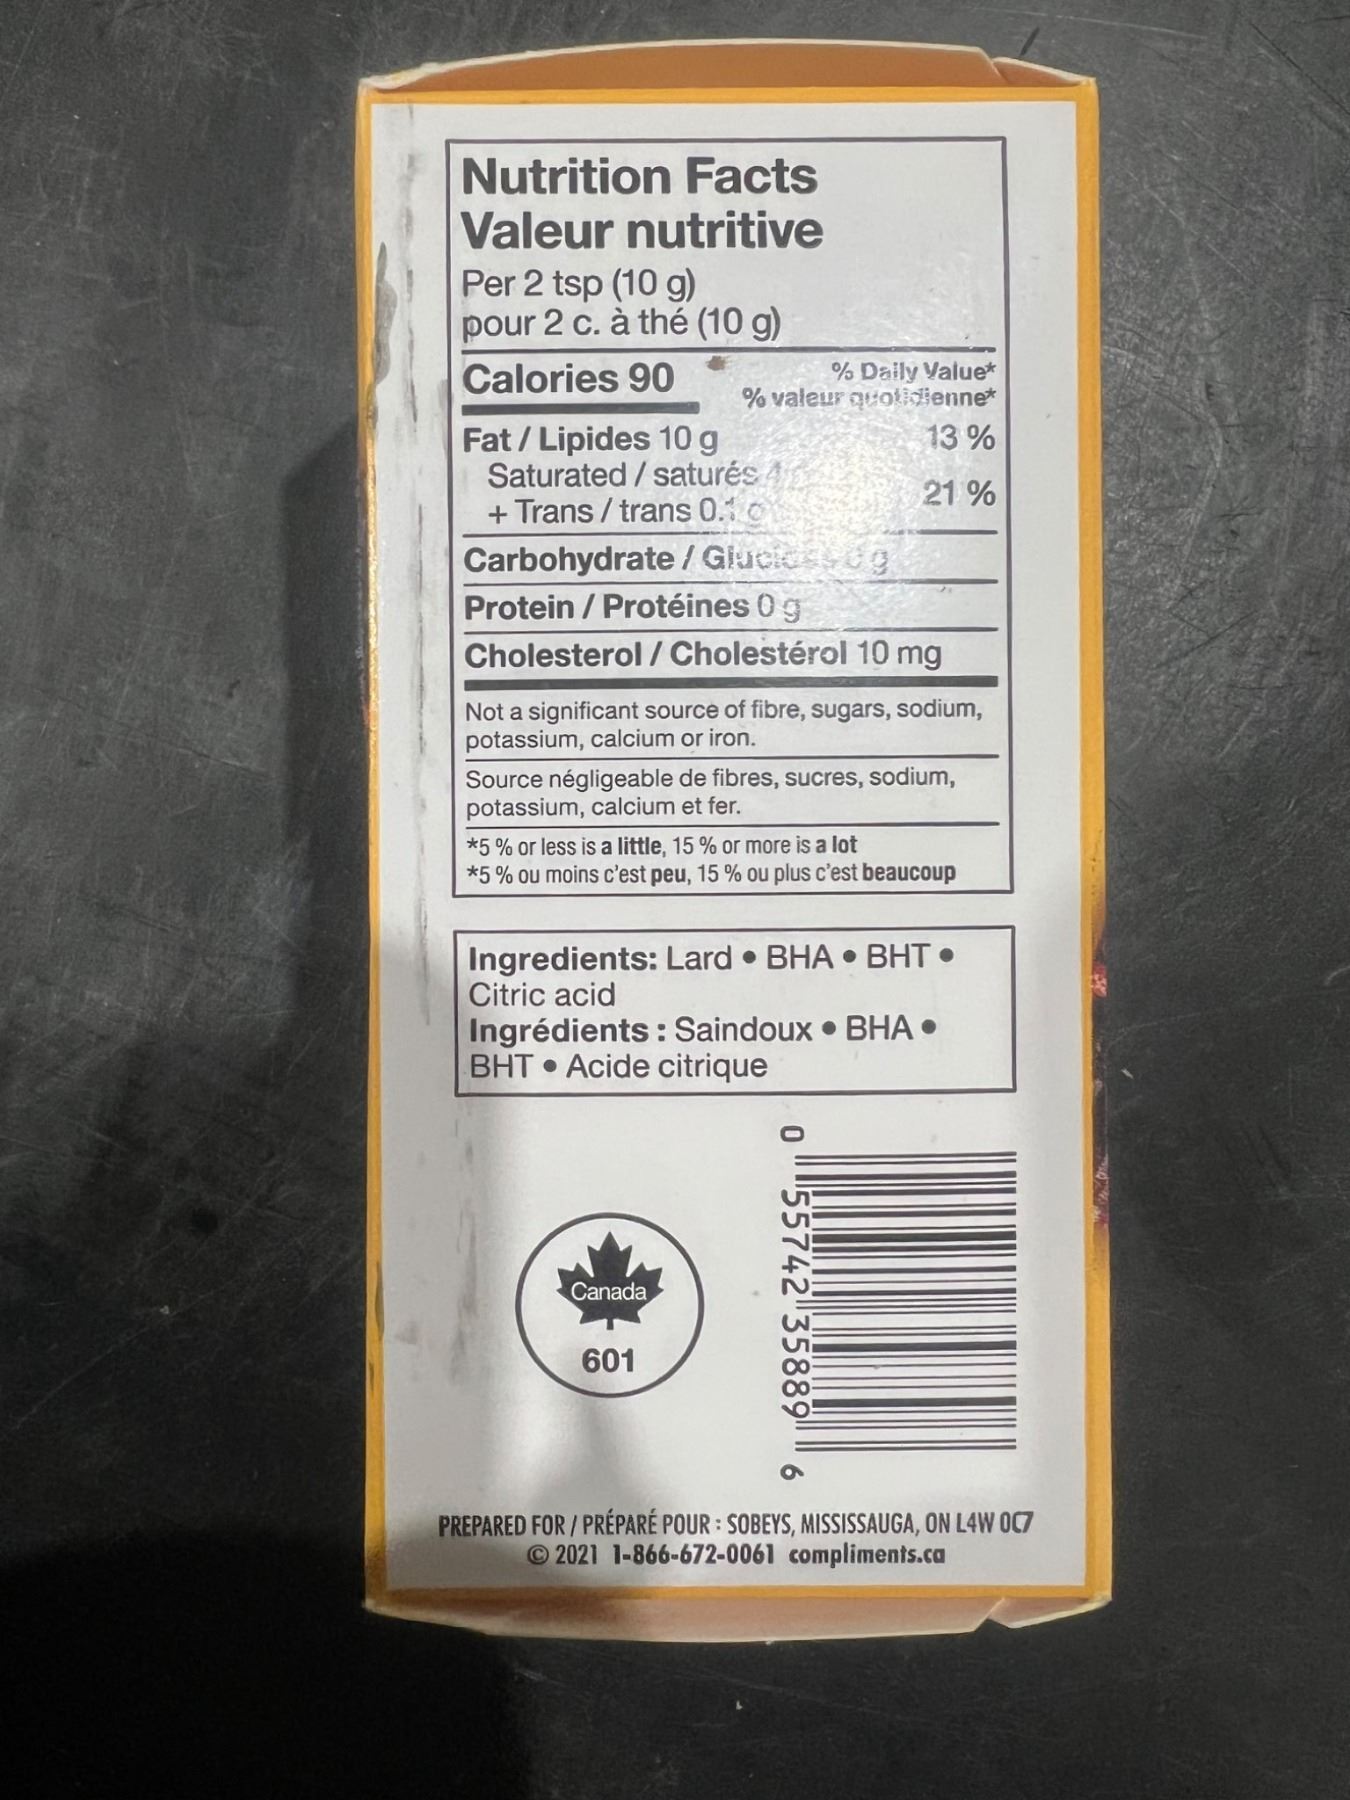 Nutrition Facts
Valeur nutritive
Per 2 tsp (10 g)
pour 2 c. à thé (10 g)
Calories 90
% Daily Value*
% valeur quotidienne*
Fat / Lipides 10 g 13 %
Saturated / saturés 4
+ Trans / trans 0.1 g 21 %
Carbohydrate / Glucides 0 g
Protein / Protéines 0 g
Cholesterol / Cholestérol 10 mg
Not a significant source of fibre, sugars, sodium,
potassium, calcium or iron.
Source négligeable de fibres, sucres, sodium,
potassium, calcium et fer.
*5 % or less is a little, 15 % or more is a lot
*5 % ou moins c'est peu, 15 % ou plus c'est beaucoup
Ingredients: Lard • BHA • BHT •
Citric acid
Ingrédients : Saindoux • BHA •
BHT • Acide citrique
Canada
601
0 55742 35889 6
PREPARED FOR / PRÉPARÉ POUR : SOBEYS, MISSISSAUGA, ON L4W 0C7
© 2021 1-866-672-0061 compliments.ca